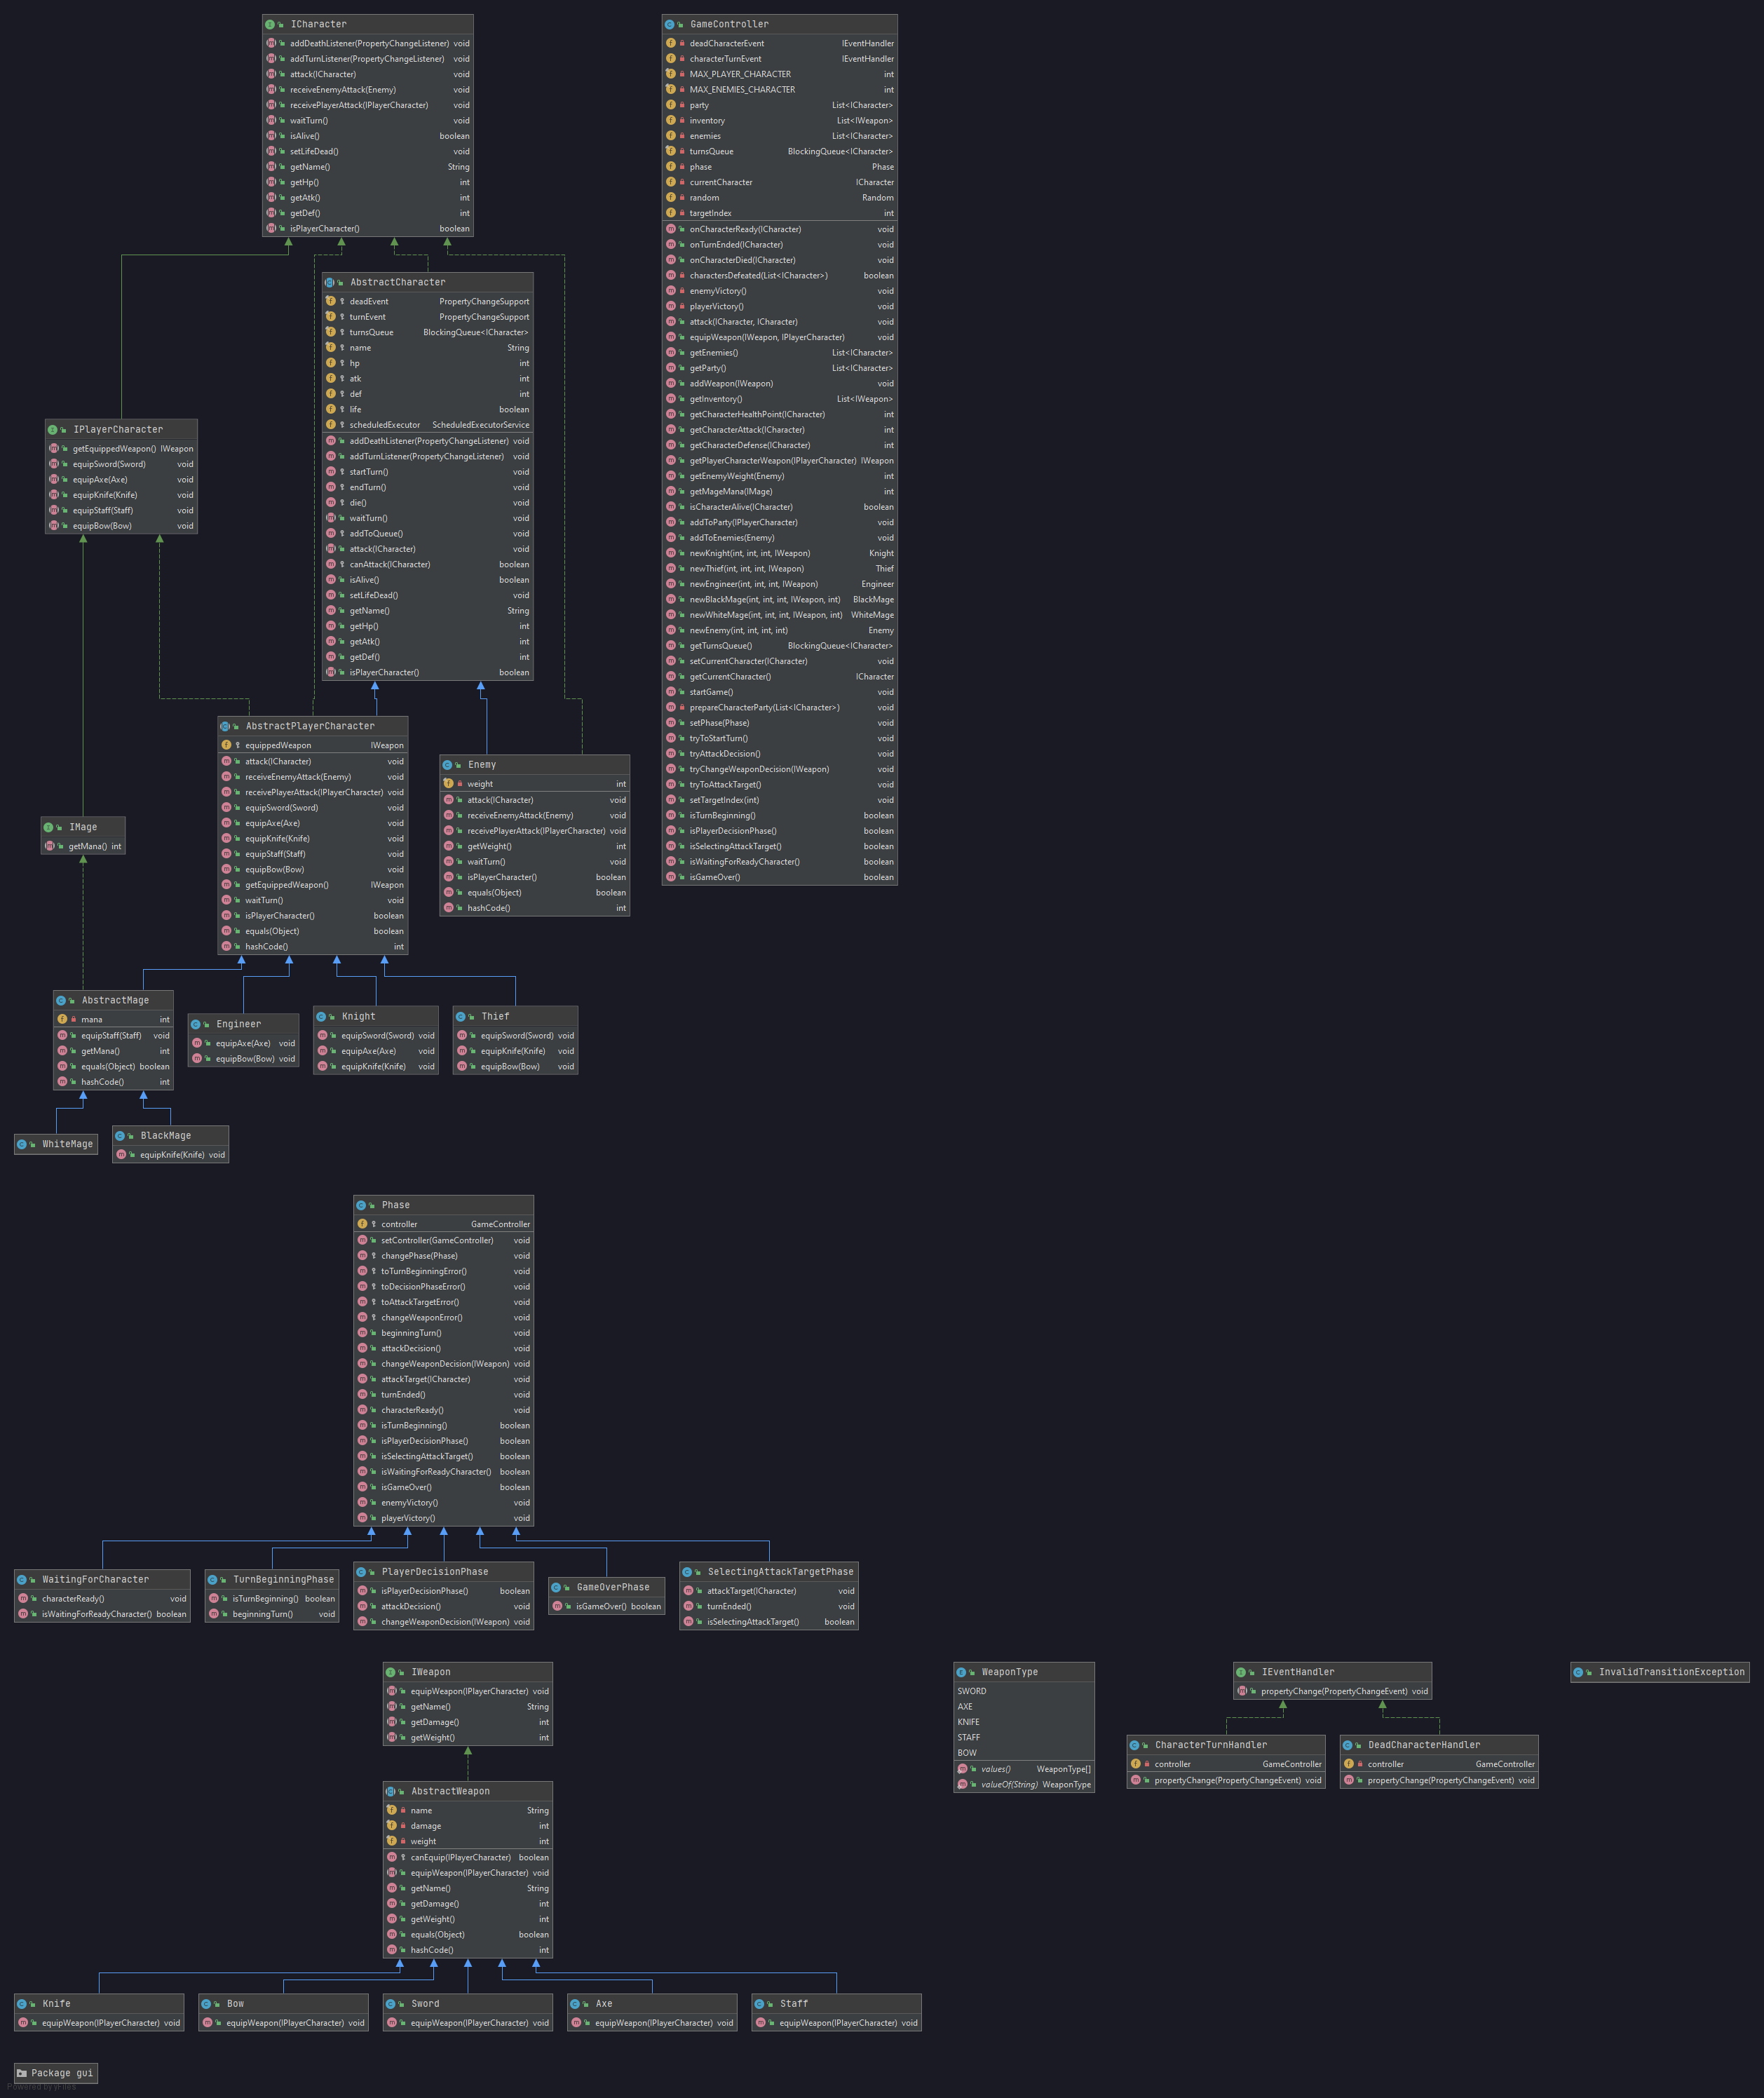 ICharacter
addDeathListener(PropertyChangeListener) void
addTurnListener(PropertyChangeListener) void
attack(ICharacter) void
receiveEnemyAttack(Enemy) void
receivePlayerAttack(IPlayerCharacter) void
waitTurn() void
isAlive() boolean
setLifeDead() void
getName() String
getHp() int
getAtk() int
getDef() int
isPlayerCharacter() boolean
GameController
deadCharacterEvent IEventHandler
characterTurnEvent IEventHandler
MAX_PLAYER_CHARACTER int
MAX_ENEMIES_CHARACTER int
party List<ICharacter>
inventory List<IWeapon>
enemies List<ICharacter>
turnsQueue BlockingQueue<ICharacter>
phase Phase
currentCharacter ICharacter
random Random
targetIndex int
onCharacterReady(ICharacter) void
onTurnEnded(ICharacter) void
onCharacterDied(ICharacter) void
charactersDefeated(List<ICharacter>) boolean
enemyVictory() void
playerVictory() void
attack(ICharacter, ICharacter) void
equipWeapon(IWeapon, IPlayerCharacter) void
getEnemies() List<ICharacter>
getParty() List<ICharacter>
addWeapon(IWeapon) void
getInventory() List<IWeapon>
getCharacterHealthPoint(ICharacter) int
getCharacterAttack(ICharacter) int
getCharacterDefense(ICharacter) int
getPlayerCharacterWeapon(IPlayerCharacter) IWeapon
getEnemyWeight(Enemy) int
getMageMana(IMage) int
isCharacterAlive(ICharacter) boolean
addToParty(IPlayerCharacter) void
addToEnemies(Enemy) void
newKnight(int, int, int, IWeapon) Knight
newThief(int, int, int, IWeapon) Thief
newEngineer(int, int, int, IWeapon) Engineer
newBlackMage(int, int, int, IWeapon, int) BlackMage
newWhiteMage(int, int, int, IWeapon, int) WhiteMage
newEnemy(int, int, int, int) Enemy
getTurnsQueue() BlockingQueue<ICharacter>
setCurrentCharacter(ICharacter) void
getCurrentCharacter() ICharacter
startGame() void
prepareCharacterParty(List<ICharacter>) void
setPhase(Phase) void
tryToStartTurn() void
tryAttackDecision() void
tryChangeWeaponDecision(IWeapon) void
tryToAttackTarget() void
setTargetIndex(int) void
isTurnBeginning() boolean
isPlayerDecisionPhase() boolean
isSelectingAttackTarget() boolean
isWaitingForReadyCharacter() boolean
isGameOver() boolean
AbstractCharacter
deadEvent PropertyChangeSupport
turnEvent PropertyChangeSupport
turnsQueue BlockingQueue<ICharacter>
name String
hp int
atk int
def int
life boolean
scheduledExecutor ScheduledExecutorService
addDeathListener(PropertyChangeListener) void
addTurnListener(PropertyChangeListener) void
startTurn() void
endTurn() void
die() void
waitTurn() void
addToQueue() void
attack(ICharacter) void
canAttack(ICharacter) boolean
isAlive() boolean
setLifeDead() void
getName() String
getHp() int
getAtk() int
getDef() int
isPlayerCharacter() boolean
IPlayerCharacter
getEquippedWeapon() IWeapon
equipSword(Sword) void
equipAxe(Axe) void
equipKnife(Knife) void
equipStaff(Staff) void
equipBow(Bow) void
AbstractPlayerCharacter
equippedWeapon IWeapon
attack(ICharacter) void
receiveEnemyAttack(Enemy) void
receivePlayerAttack(IPlayerCharacter) void
equipSword(Sword) void
equipAxe(Axe) void
equipKnife(Knife) void
equipStaff(Staff) void
equipBow(Bow) void
getEquippedWeapon() IWeapon
waitTurn() void
isPlayerCharacter() boolean
equals(Object) boolean
hashCode() int
Enemy
weight int
attack(ICharacter) void
receiveEnemyAttack(Enemy) void
receivePlayerAttack(IPlayerCharacter) void
getWeight() int
waitTurn() void
isPlayerCharacter() boolean
equals(Object) boolean
hashCode() int
IMage
getMana() int
AbstractMage
mana int
equipStaff(Staff) void
getMana() int
equals(Object) boolean
hashCode() int
Engineer
equipAxe(Axe) void
equipBow(Bow) void
Knight
equipSword(Sword) void
equipAxe(Axe) void
equipKnife(Knife) void
Thief
equipSword(Sword) void
equipKnife(Knife) void
equipBow(Bow) void
WhiteMage
BlackMage
equipKnife(Knife) void
Phase
controller GameController
setController(GameController) void
changePhase(Phase) void
toTurnBeginningError() void
toDecisionPhaseError() void
toAttackTargetError() void
changeWeaponError() void
beginningTurn() void
attackDecision() void
changeWeaponDecision(IWeapon) void
attackTarget(ICharacter) void
turnEnded() void
characterReady() void
isTurnBeginning() boolean
isPlayerDecisionPhase() boolean
isSelectingAttackTarget() boolean
isWaitingForReadyCharacter() boolean
isGameOver() boolean
enemyVictory() void
playerVictory() void
WaitingForCharacter
characterReady() void
isWaitingForReadyCharacter() boolean
TurnBeginningPhase
isTurnBeginning() boolean
beginningTurn() void
PlayerDecisionPhase
isPlayerDecisionPhase() boolean
attackDecision() void
changeWeaponDecision(IWeapon) void
GameOverPhase
isGameOver() boolean
SelectingAttackTargetPhase
attackTarget(ICharacter) void
turnEnded() void
isSelectingAttackTarget() boolean
IWeapon
equipWeapon(IPlayerCharacter) void
getName() String
getDamage() int
getWeight() int
WeaponType
SWORD
AXE
KNIFE
STAFF
BOW
values() WeaponType[]
valueOf(String) WeaponType
IEventHandler
propertyChange(PropertyChangeEvent) void
InvalidTransitionException
CharacterTurnHandler
controller GameController
propertyChange(PropertyChangeEvent) void
DeadCharacterHandler
controller GameController
propertyChange(PropertyChangeEvent) void
AbstractWeapon
name String
damage int
weight int
canEquip(IPlayerCharacter) boolean
equipWeapon(IPlayerCharacter) void
getName() String
getDamage() int
getWeight() int
equals(Object) boolean
hashCode() int
Knife
equipWeapon(IPlayerCharacter) void
Bow
equipWeapon(IPlayerCharacter) void
Sword
equipWeapon(IPlayerCharacter) void
Axe
equipWeapon(IPlayerCharacter) void
Staff
equipWeapon(IPlayerCharacter) void
Package gui
Powered by yFiles